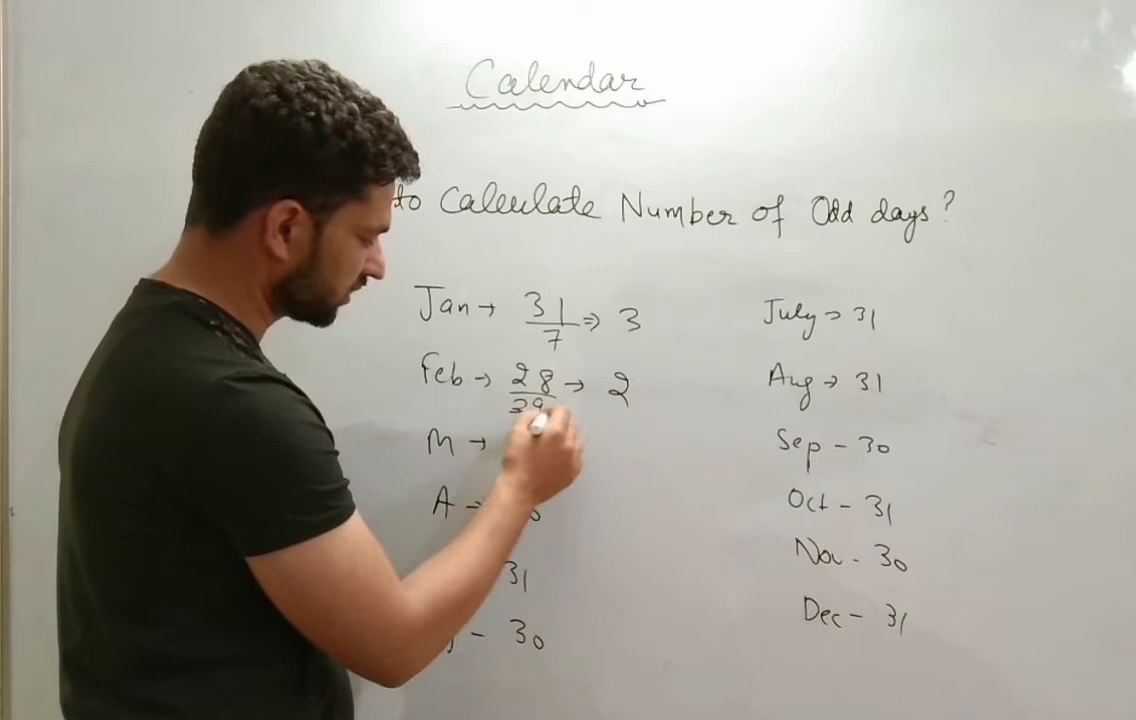 Calendar
to Calculate Number of Odd days?
Jan → 31/7 ⇒ 3
Feb → 28/29 → 2
M →
A →
31
- 30
July → 31
Aug → 31
Sep - 30
Oct - 31
Nov - 30
Dec - 31